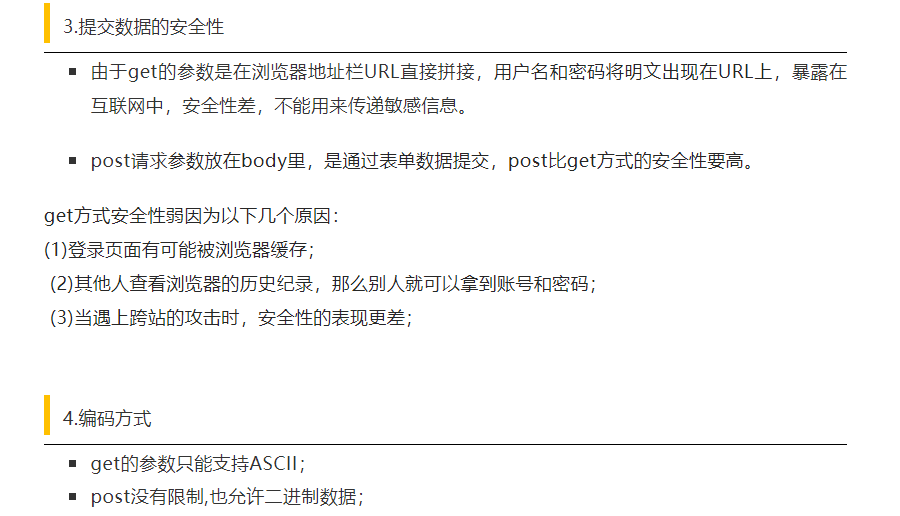 3.提交数据的安全性
由于get的参数是在浏览器地址栏URL直接拼接，用户名和密码将明文出现在URL上，暴露在
互联网中，安全性差，不能用来传递敏感信息。
post请求参数放在body里，是通过表单数据提交，post比get方式的安全性要高。
get方式安全性弱因为以下几个原因：
(1)登录页面有可能被浏览器缓存；
(2)其他人查看浏览器的历史纪录，那么别人就可以拿到账号和密码；
(3)当遇上跨站的攻击时，安全性的表现更差；
4.编码方式
get的参数只能支持ASCII；
post没有限制,也允许二进制数据；